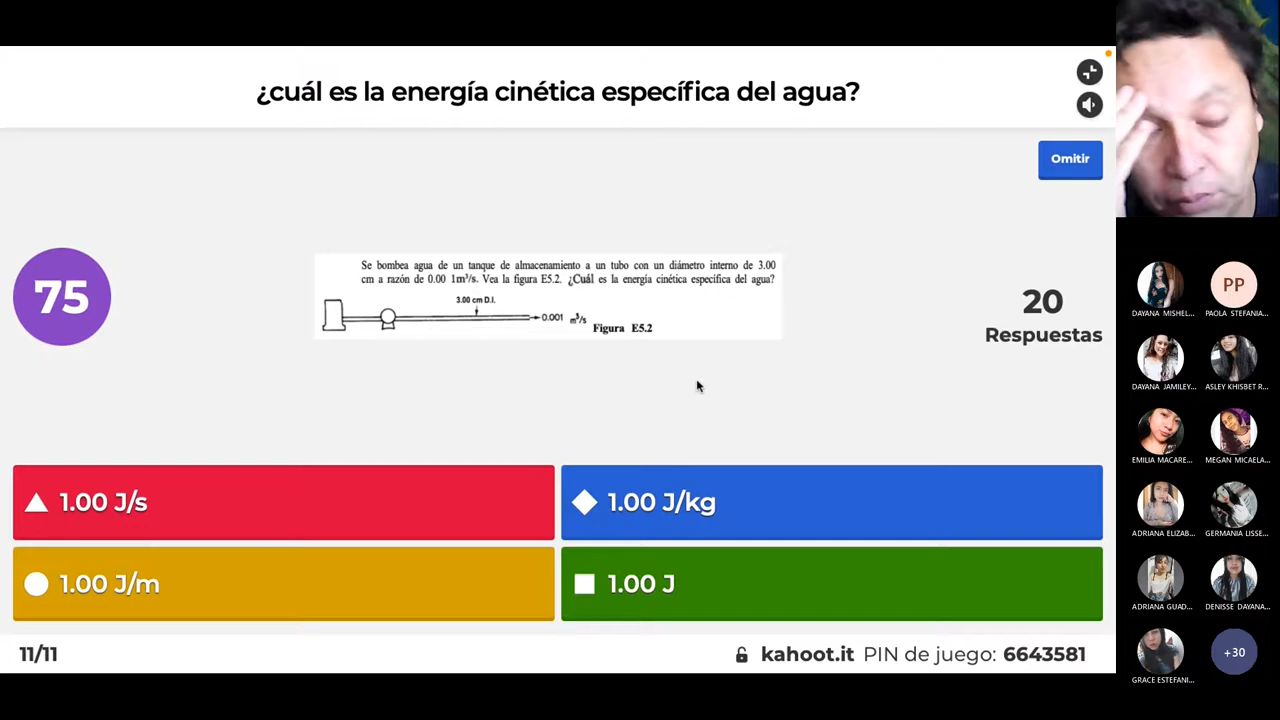 ¿cuál es la energía cinética específica del agua?
Omitir
75
Se bombea agua de un tanque de almacenamiento a un tubo con un diámetro interno de 3.00
cm a razón de 0.00 1m³/s. Vea la figura E5.2. ¿Cuál es la energía cinética específica del agua?
3.00 cm D.I.
0.001 m³/s
Figura E5.2
20
Respuestas
1.00 J/s
1.00 J/kg
1.00 J/m
1.00 J
11/11
kahoot.it PIN de juego: 6643581
DAYANA MISHEL...
PP
PAOLA STEFANIA...
DAYANA JAMILEY...
ASLEY KHISBET R...
EMILIA MACARE...
MEGAN MICAELA...
ADRIANA ELIZAB...
GERMANIA LISSE...
ADRIANA GUAD...
DENISSE DAYANA...
GRACE ESTEFANI...
+30